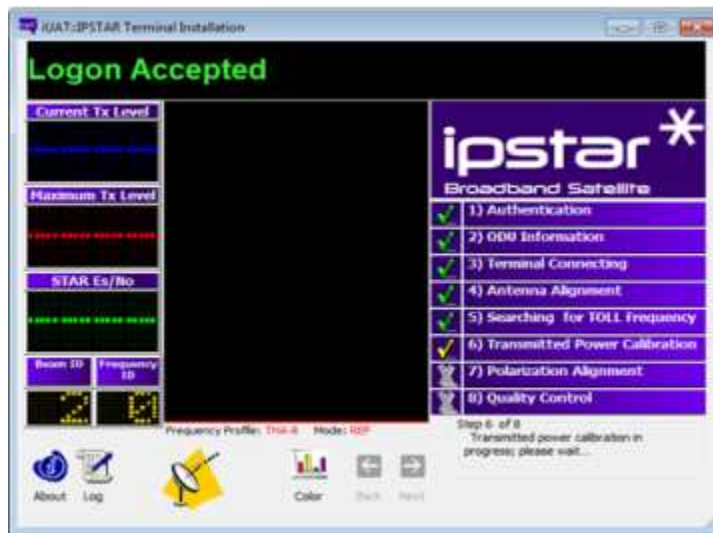 iUAT::IPSTAR Terminal Installation
Logon Accepted
Current Tx Level
Maximum Tx Level
STAR Es/No
Beam ID
Frequency ID
2
0
ipstar
Broadband Satellite
1) Authentication
2) ODU Information
3) Terminal Connecting
4) Antenna Alignment
5) Searching for TOLL Frequency
6) Transmitted Power Calibration
7) Polarization Alignment
8) Quality Control
Frequency Profile: Mode:
Step 6 of 8
Transmitted power calibration in
progress; please wait...
About
Log
Color
Back
Next